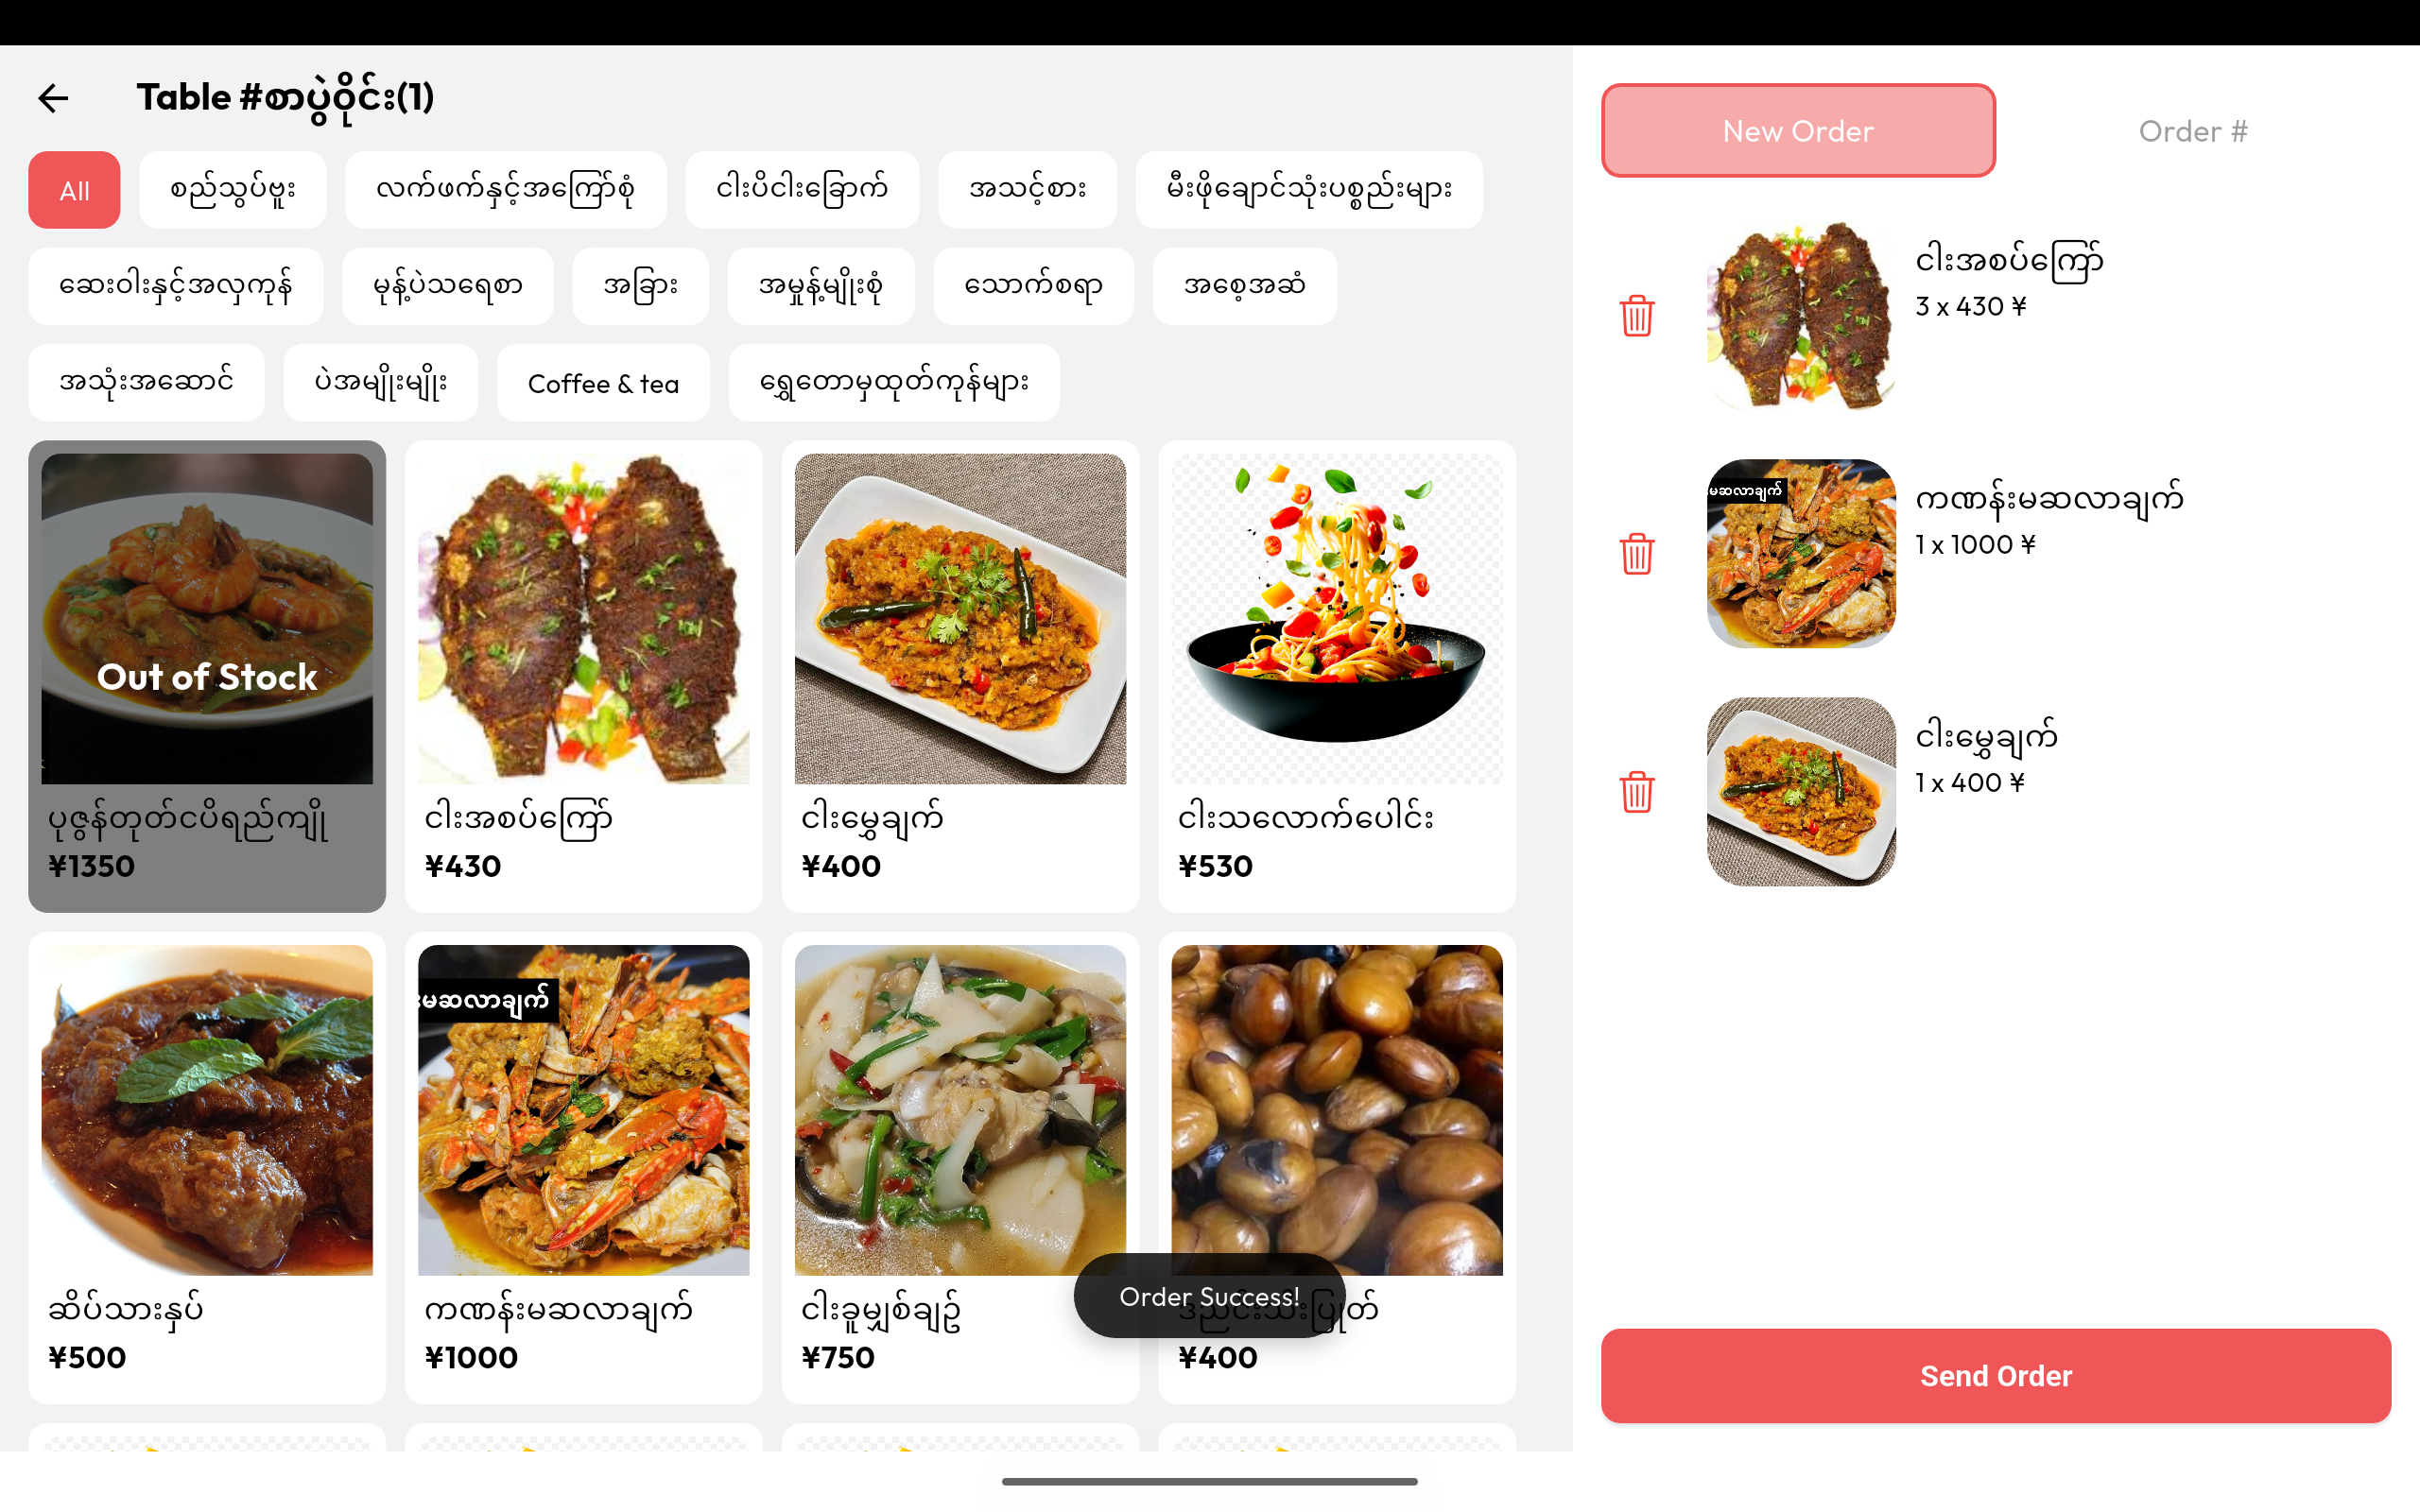 Table #စာပွဲဝိုင်း(1)
All
စည်သွပ်ဗူး
လက်ဖက်နှင့်အကြော်စုံ
ငါးပိငါးခြောက်
အသင့်စား
မီးဖိုချောင်သုံးပစ္စည်းများ
ဆေးဝါးနှင့်အလှကုန်
မုန့်ပဲသရေစာ
အခြား
အမှုန့်မျိုးစုံ
သောက်စရာ
အစေ့အဆံ
အသုံးအဆောင်
ပဲအမျိုးမျိုး
Coffee & tea
ရွှေတောမှထုတ်ကုန်များ
Out of Stock
ပုဇွန်တုတ်ငပိရည်ကျို
¥1350
ငါးအစပ်ကြော်
¥430
ငါးမွှေချက်
¥400
ငါးသလောက်ပေါင်း
¥530
ဆိပ်သားနှပ်
¥500
မဆလာချက်
ကဏန်းမဆလာချက်
¥1000
ငါးခူမျှစ်ချဥ်
¥750
ဒညင်းသီးပြုတ်
¥400
Order Success!
New Order
Order #
ငါးအစပ်ကြော်
3 x 430 ¥
မဆလာချက်
ကဏန်းမဆလာချက်
1 x 1000 ¥
ငါးမွှေချက်
1 x 400 ¥
Send Order